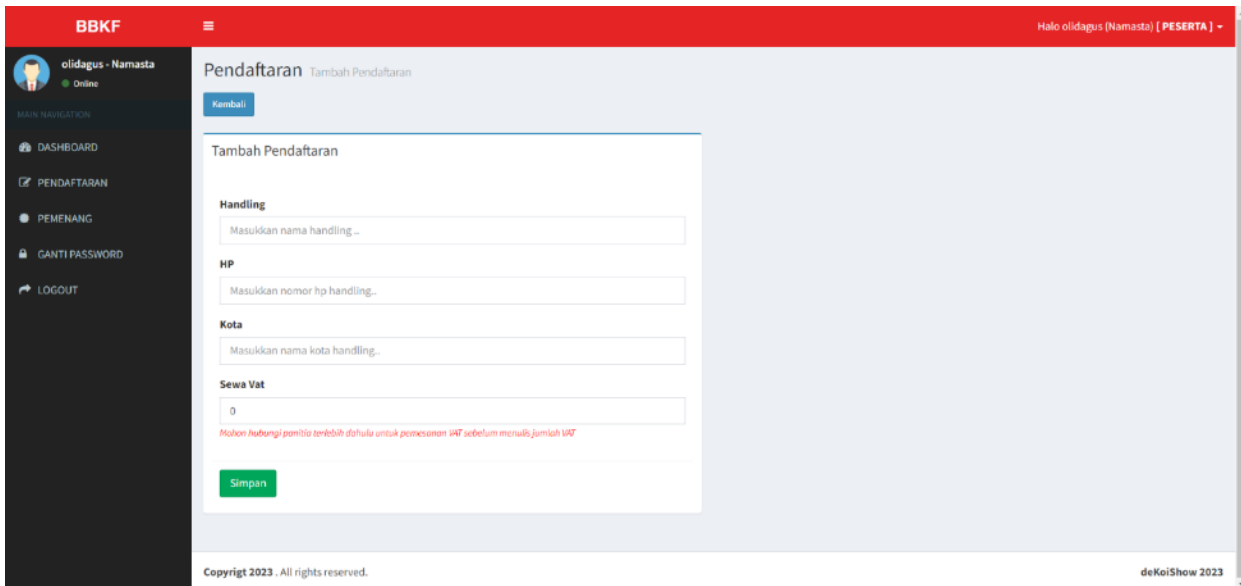 BBKF
Halo olidagus (Namasta) [ PESERTA ]
olidagus - Namasta
Online
MAIN NAVIGATION
DASHBOARD
PENDAFTARAN
PEMENANG
GANTI PASSWORD
LOGOUT
Pendaftaran Tambah Pendaftaran
Kembali
Tambah Pendaftaran
Handling
Masukkan nama handling ..
HP
Masukkan nomor hp handling..
Kota
Masukkan nama kota handling..
Sewa Vat
0
Mohon hubungi panitia terlebih dahulu untuk pemesanan VAT sebelum menulis jumlah VAT
Simpan
Copyrigt 2023 . All rights reserved.
deKoiShow 2023